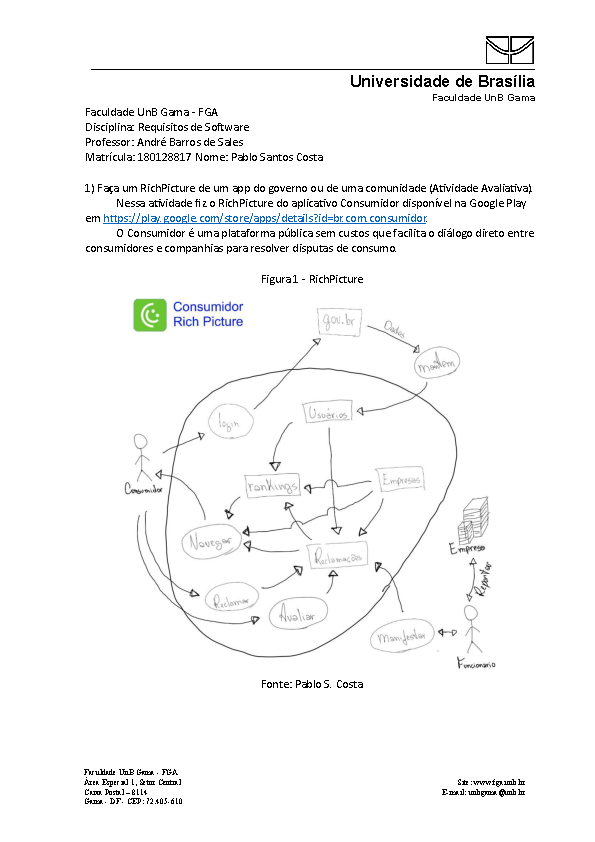 Universidade de Brasília
Faculdade UnB Gama
Faculdade UnB Gama - FGA
Disciplina: Requisitos de Software
Professor: André Barros de Sales
Matrícula: 180128817 Nome: Pablo Santos Costa
1) Faça um RichPicture de um app do governo ou de uma comunidade (Atividade Avaliativa).
Nessa atividade fiz o RichPicture do aplicativo Consumidor disponível na Google Play
em https://play.google.com/store/apps/details?id=br.com.consumidor.
O Consumidor é uma plataforma pública sem custos que facilita o diálogo direto entre
consumidores e companhias para resolver disputas de consumo.
Figura1 - RichPicture
Consumidor
Rich Picture
gov.br
Dados
mantem
login
Usuários
Consumidor
rankings
Empresas
Navegar
Reclamações
Empresa
Reportar
Reclamar
Avaliar
Manifestar
Funcionario
Fonte: Pablo S. Costa
Faculdade UnB Gama - FGA
Área Especial 1, Setor Central
Caixa Postal – 8114
Gama - DF - CEP: 72.405-610
Site: www.fga.unb.br
E-mail: unbgama@unb.br